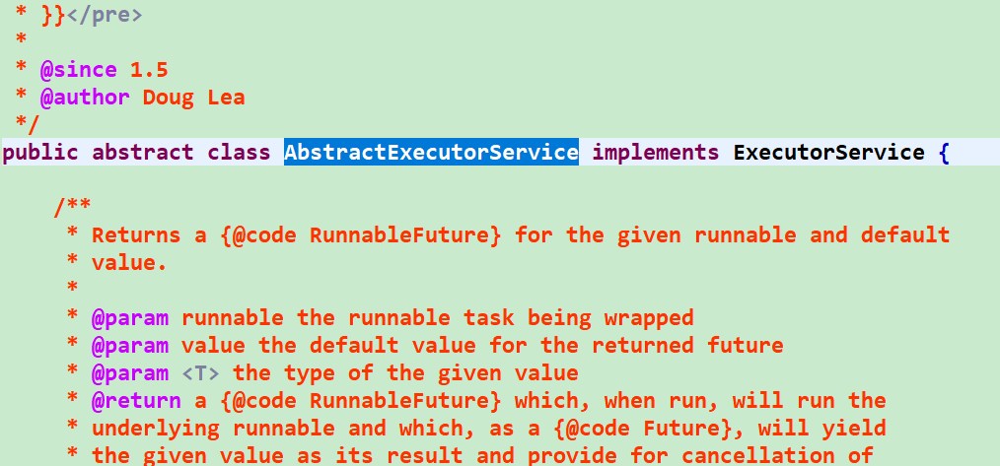 * }}</pre>
*
* @since 1.5
* @author Doug Lea
*/
public abstract class AbstractExecutorService implements ExecutorService {
/**
* Returns a {@code RunnableFuture} for the given runnable and default
* value.
*
* @param runnable the runnable task being wrapped
* @param value the default value for the returned future
* @param <T> the type of the given value
* @return a {@code RunnableFuture} which, when run, will run the
* underlying runnable and which, as a {@code Future}, will yield
* the given value as its result and provide for cancellation of